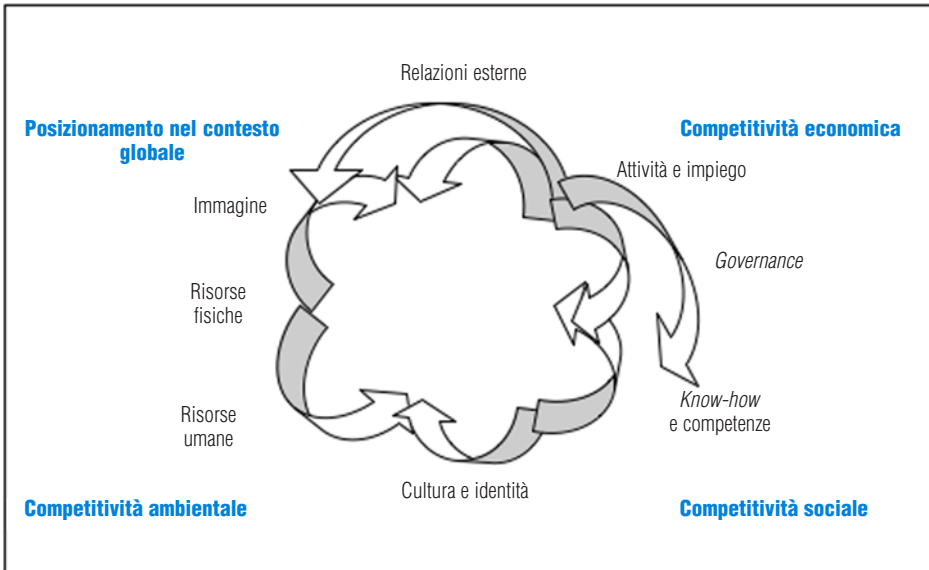 Relazioni esterne
Posizionamento nel contesto
globale
Competitività economica
Attività e impiego
Immagine
Governance
Risorse
fisiche
Know-how
e competenze
Risorse
umane
Cultura e identità
Competitività ambientale
Competitività sociale